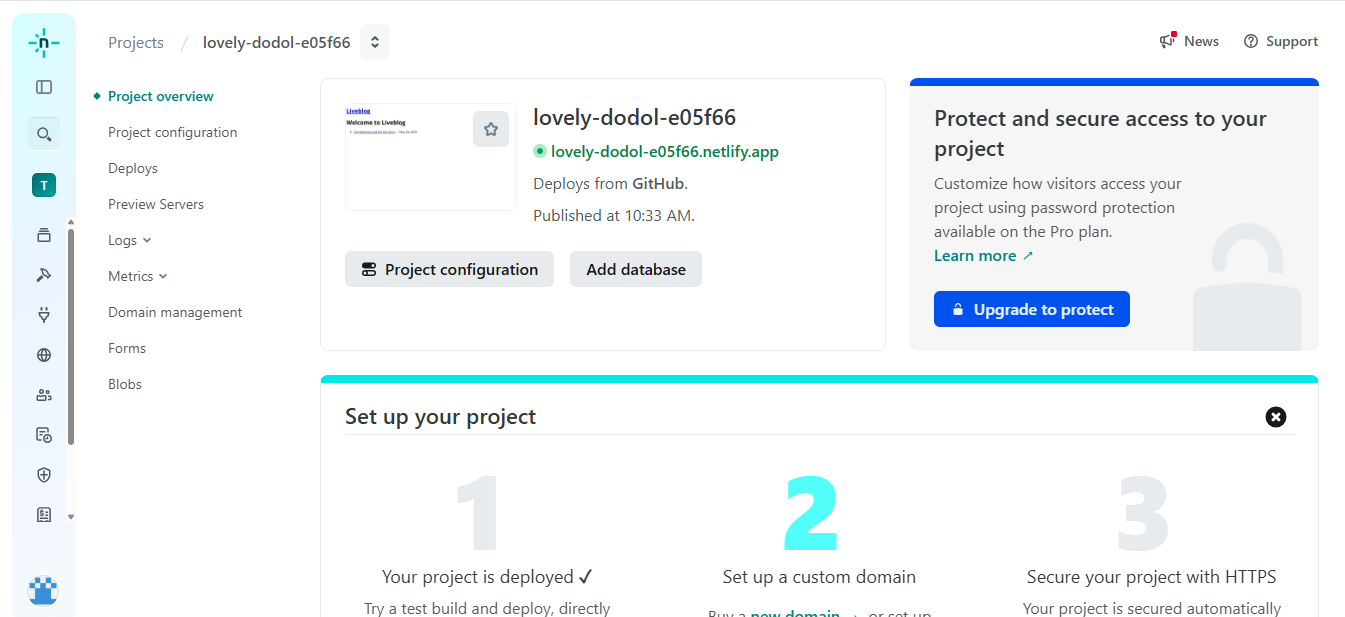 n
Projects / lovely-dodol-e05f66
News
Support
T
Project overview
Project configuration
Deploys
Preview Servers
Logs
Metrics
Domain management
Forms
Blobs
Liveblog
Welcome to Liveblog
lovely-dodol-e05f66
lovely-dodol-e05f66.netlify.app
Deploys from GitHub.
Published at 10:33 AM.
Project configuration
Add database
Protect and secure access to your
project
Customize how visitors access your
project using password protection
available on the Pro plan.
Learn more ↗
Upgrade to protect
Set up your project
1
Your project is deployed ✓
Try a test build and deploy, directly
2
Set up a custom domain
Buy a new domain → or set up
3
Secure your project with HTTPS
Your project is secured automatically